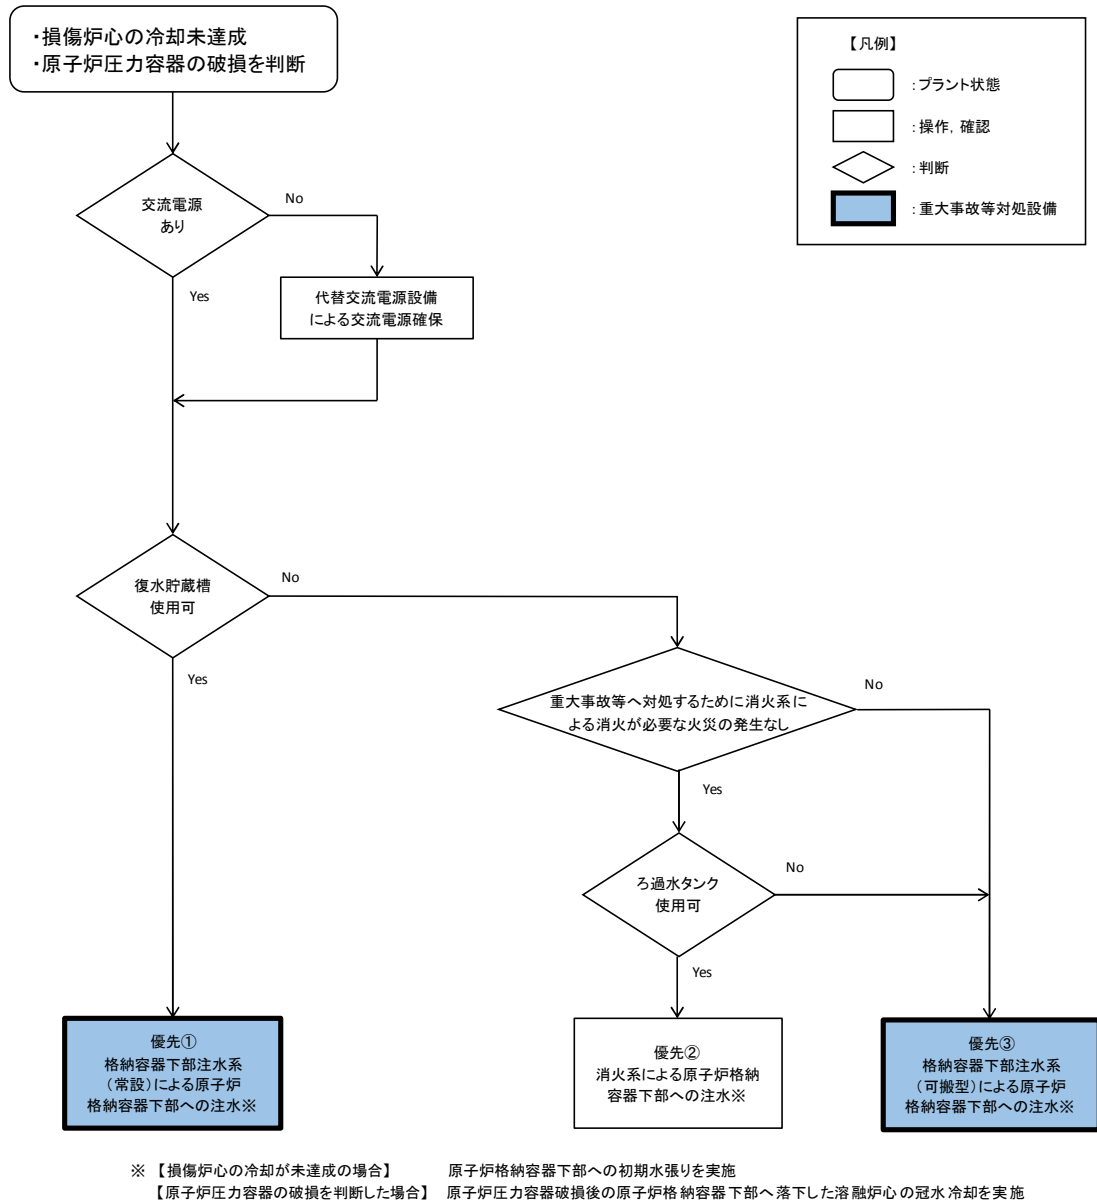 ・損傷炉心の冷却未達成
・原子炉圧力容器の破損を判断
【凡例】
：プラント状態
：操作，確認
：判断
：重大事故等対処設備
交流電源
あり
No
Yes
代替交流電源設備
による交流電源確保
復水貯蔵槽
使用可
No
Yes
重大事故等へ対処するために消火系に
よる消火が必要な火災の発生なし
No
Yes
ろ過水タンク
使用可
No
Yes
優先①
格納容器下部注水系
（常設）による原子炉
格納容器下部への注水※
優先②
消火系による原子炉格納
容器下部への注水※
優先③
格納容器下部注水系
（可搬型）による原子炉
格納容器下部への注水※
※ 【損傷炉心の冷却が未達成の場合】 原子炉格納容器下部への初期水張りを実施
【原子炉圧力容器の破損を判断した場合】 原子炉圧力容器破損後の原子炉格納容器下部へ落下した溶融炉心の冠水冷却を実施